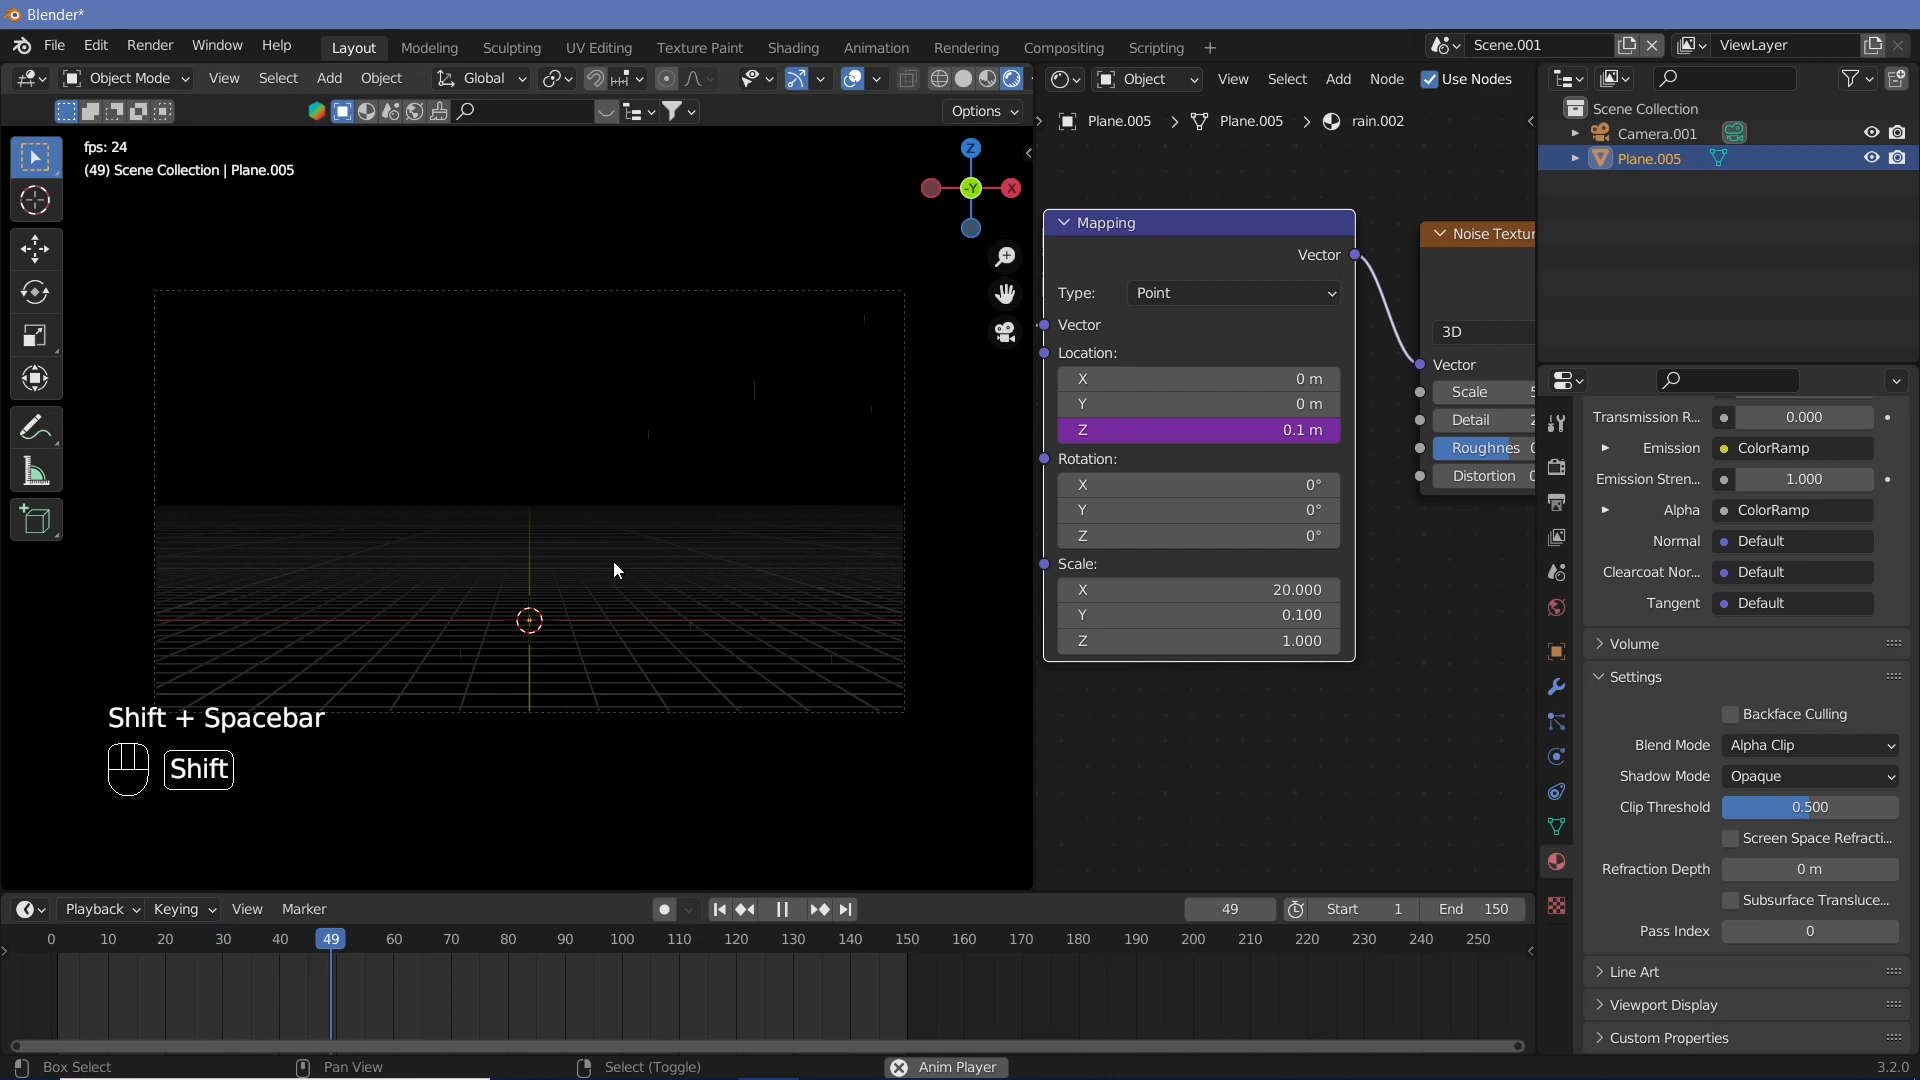 Blender*
File Edit Render Window Help
Layout Modeling Sculpting UV Editing Texture Paint Shading Animation Rendering Compositing Scripting +
Scene.001
ViewLayer
Object Mode View Select Add Object Global
Object View Select Add Node Use Nodes
Options
fps: 24
(49) Scene Collection | Plane.005
Z
-Y X
Plane.005 > Plane.005 > rain.002
Scene Collection
Camera.001
Plane.005
Mapping
Vector
Type: Point
Vector
Location:
X 0 m
Y 0 m
Z 0.1 m
Rotation:
X 0°
Y 0°
Z 0°
Scale:
X 20.000
Y 0.100
Z 1.000
Noise Textur
3D
Vector
Scale
Detail
Roughnes
Distortion
Transmission R... 0.000
Emission ColorRamp
Emission Stren... 1.000
Alpha ColorRamp
Normal Default
Clearcoat Nor... Default
Tangent Default
Volume
Settings
Backface Culling
Blend Mode Alpha Clip
Shadow Mode Opaque
Clip Threshold 0.500
Screen Space Refracti...
Refraction Depth 0 m
Subsurface Transluce...
Pass Index 0
Line Art
Viewport Display
Custom Properties
Shift + Spacebar
Shift
Playback Keying View Marker
49 Start 1 End 150
0 10 20 30 40 49 60 70 80 90 100 110 120 130 140 150 160 170 180 190 200 210 220 230 240 250
Box Select Pan View Select (Toggle) Anim Player 3.2.0